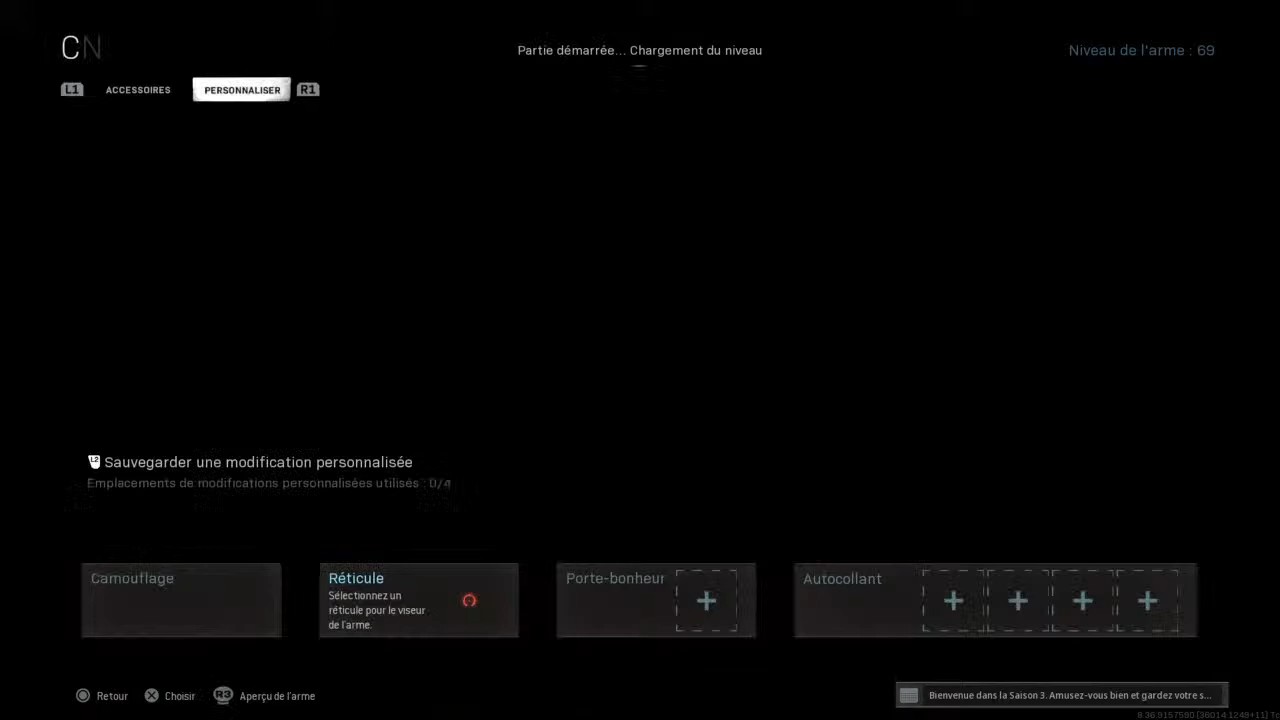 CN
Partie démarrée... Chargement du niveau
Niveau de l'arme : 69
L1 ACCESSOIRES PERSONNALISER R1
L2 Sauvegarder une modification personnalisée
Emplacements de modifications personnalisées utilisés : 0/4
Camouflage
Réticule
Sélectionnez un
réticule pour le viseur
de l'arme.
Porte-bonheur
Autocollant
Retour Choisir R3 Aperçu de l'arme
Bienvenue dans la Saison 3. Amusez-vous bien et gardez votre s...